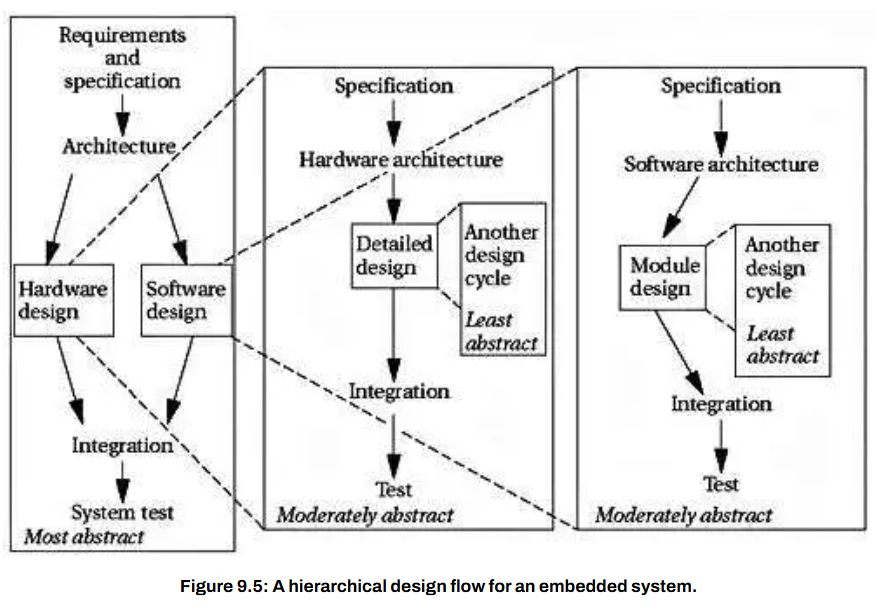 Requirements
and
specification
Architecture
Hardware
design
Software
design
Integration
System test
Most abstract
Specification
Hardware architecture
Detailed
design
Another
design
cycle
Least
abstract
Integration
Test
Moderately abstract
Specification
Software architecture
Module
design
Another
design
cycle
Least
abstract
Integration
Test
Moderately abstract
Figure 9.5: A hierarchical design flow for an embedded system.